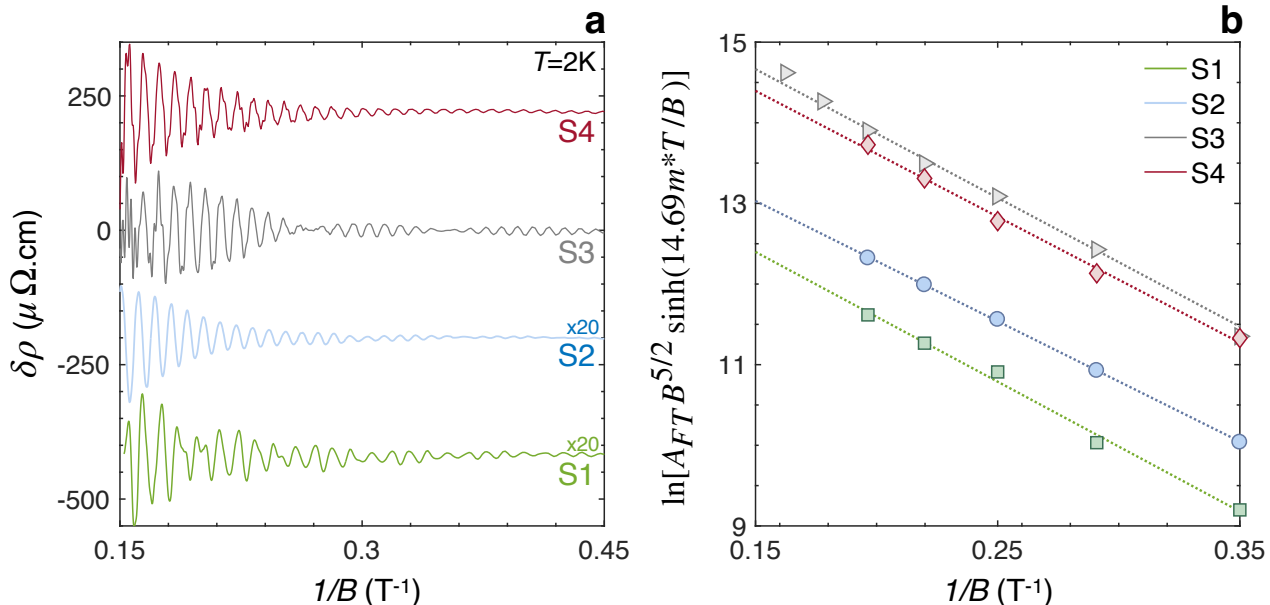 a
T=2K
250
0
-250
-500
S4
S3
x20
S2
x20
S1
δρ (μ Ω.cm)
0.15
0.3
0.45
1/B (T⁻¹)
b
15
13
11
9
S1
S2
S3
S4
ln[A_{FT} B^{5/2} sinh(14.69m*T/B)]
0.15
0.25
0.35
1/B (T⁻¹)